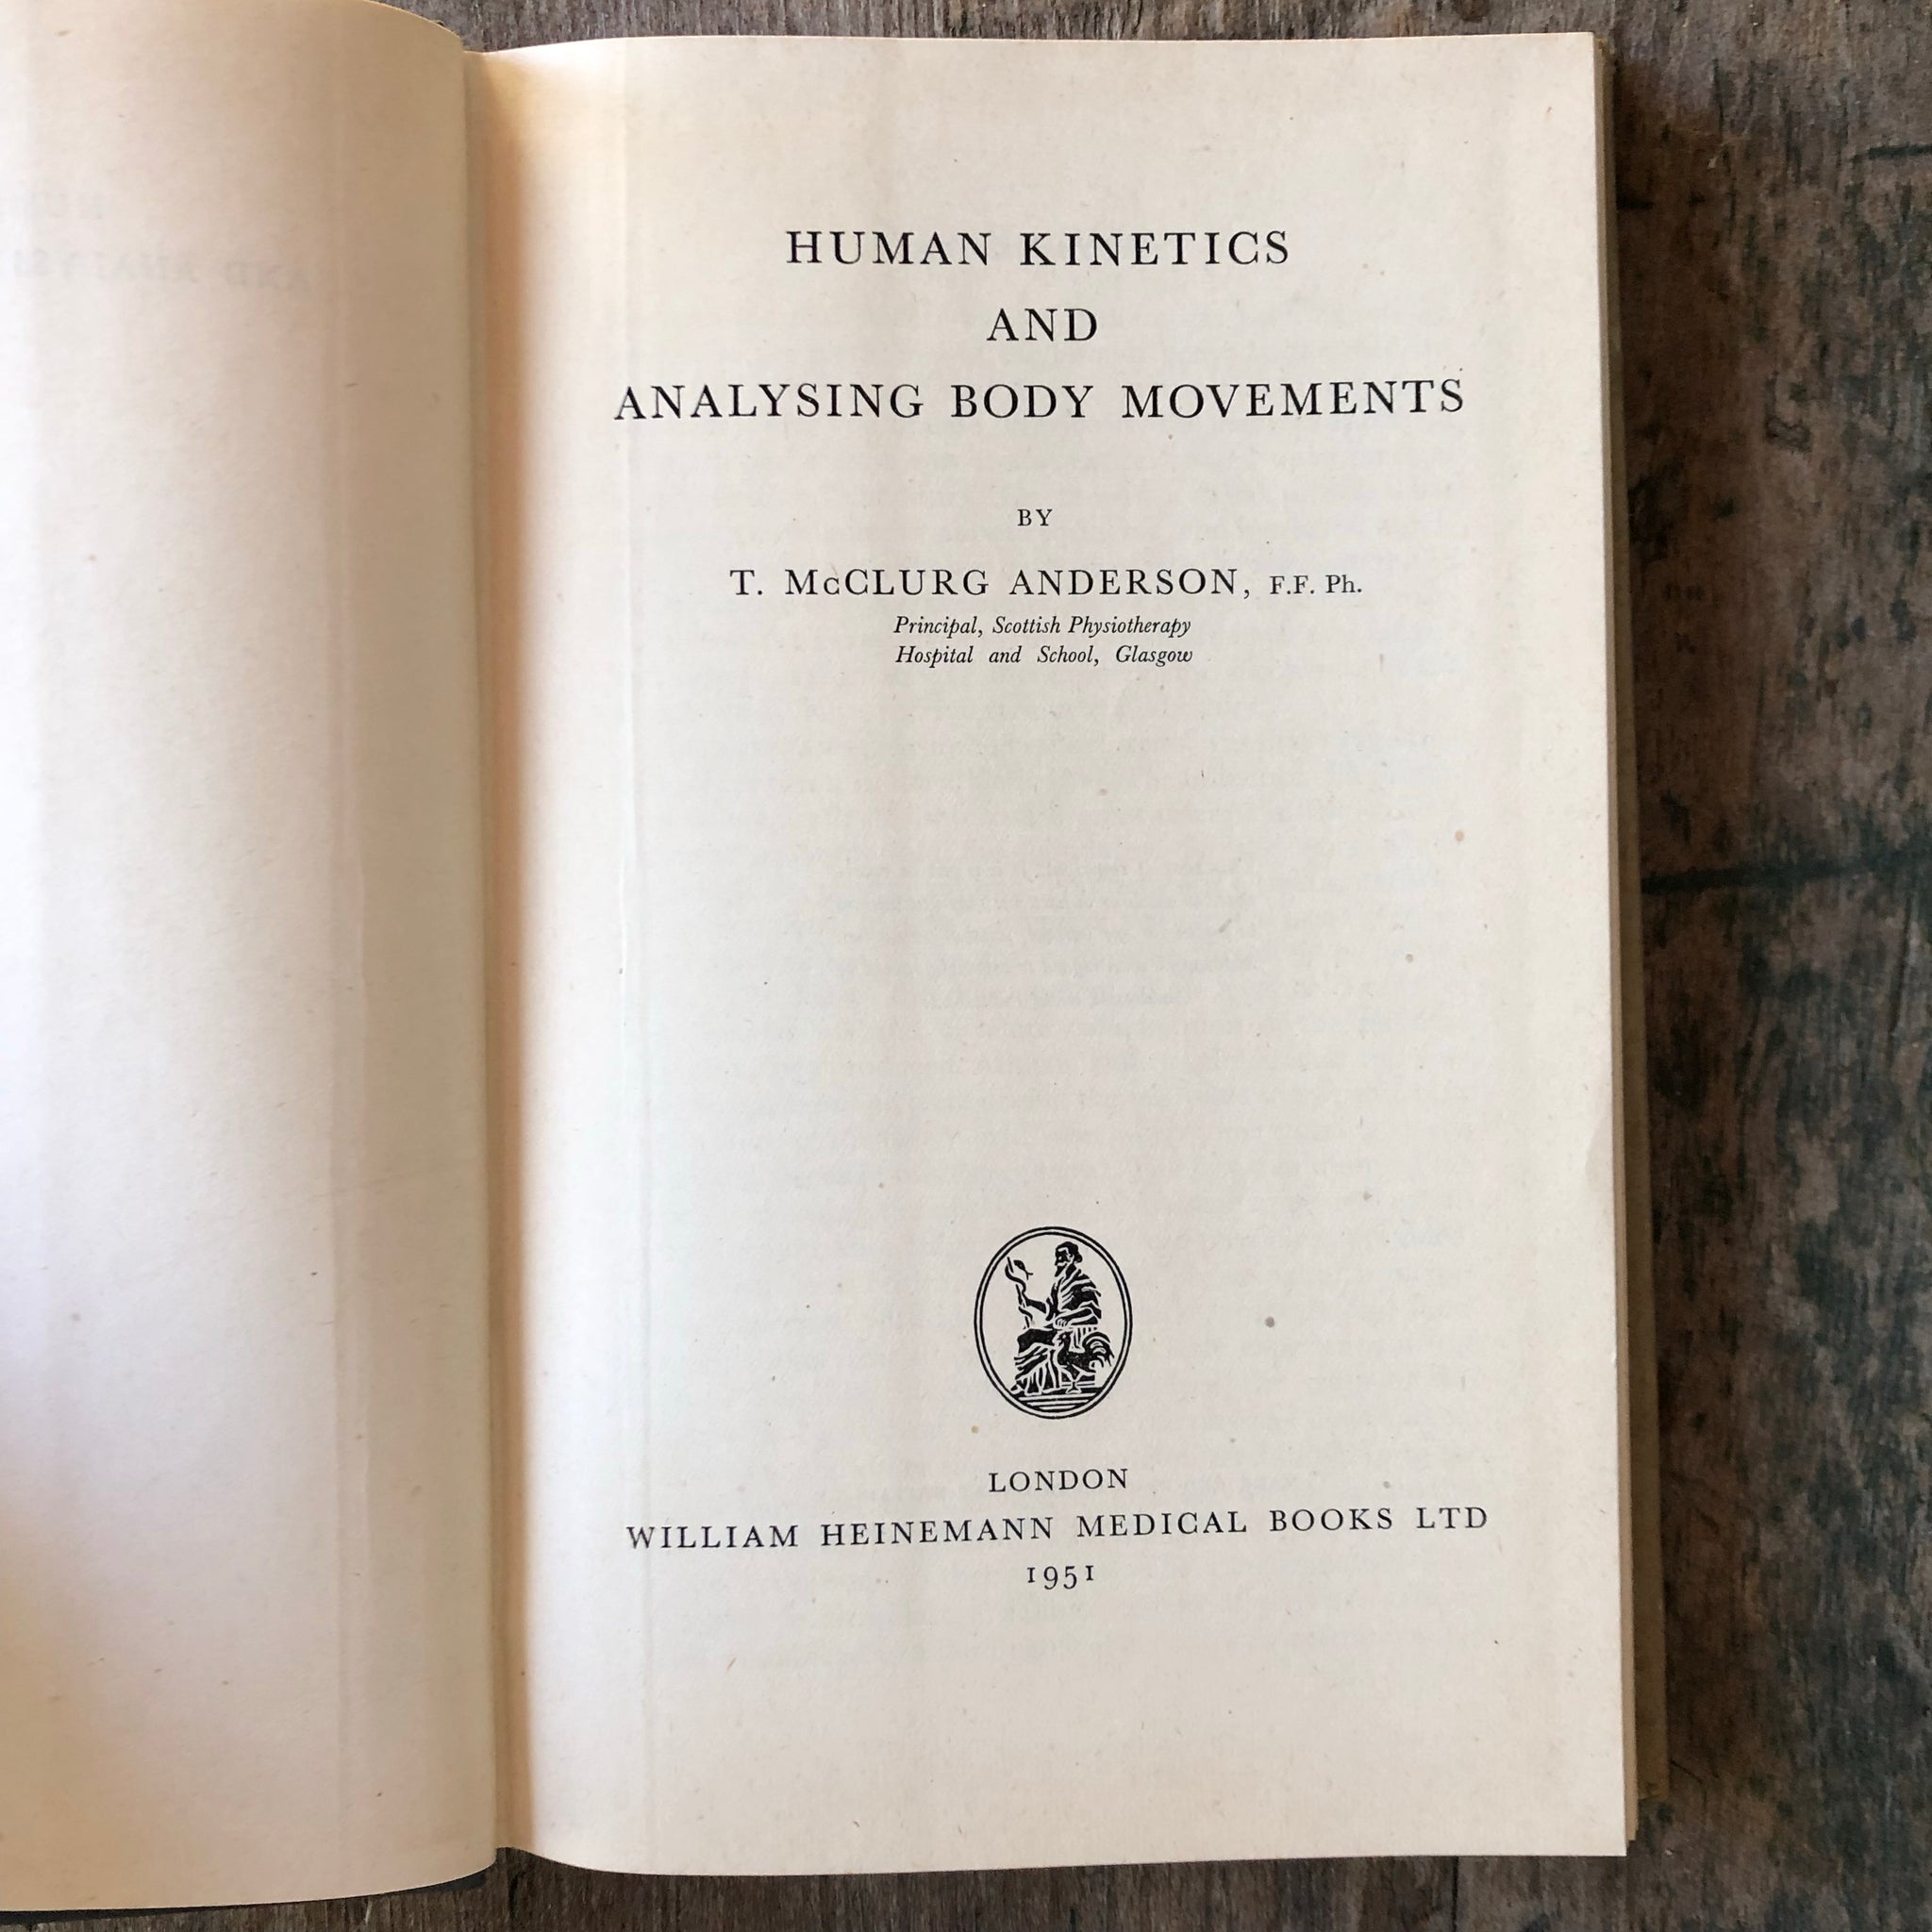 HUMAN KINETICS
AND
ANALYSING BODY MOVEMENTS
BY
T. McCLURG ANDERSON, F.F. Ph.
Principal, Scottish Physiotherapy
Hospital and School, Glasgow
LONDON
WILLIAM HEINEMANN MEDICAL BOOKS LTD
1951